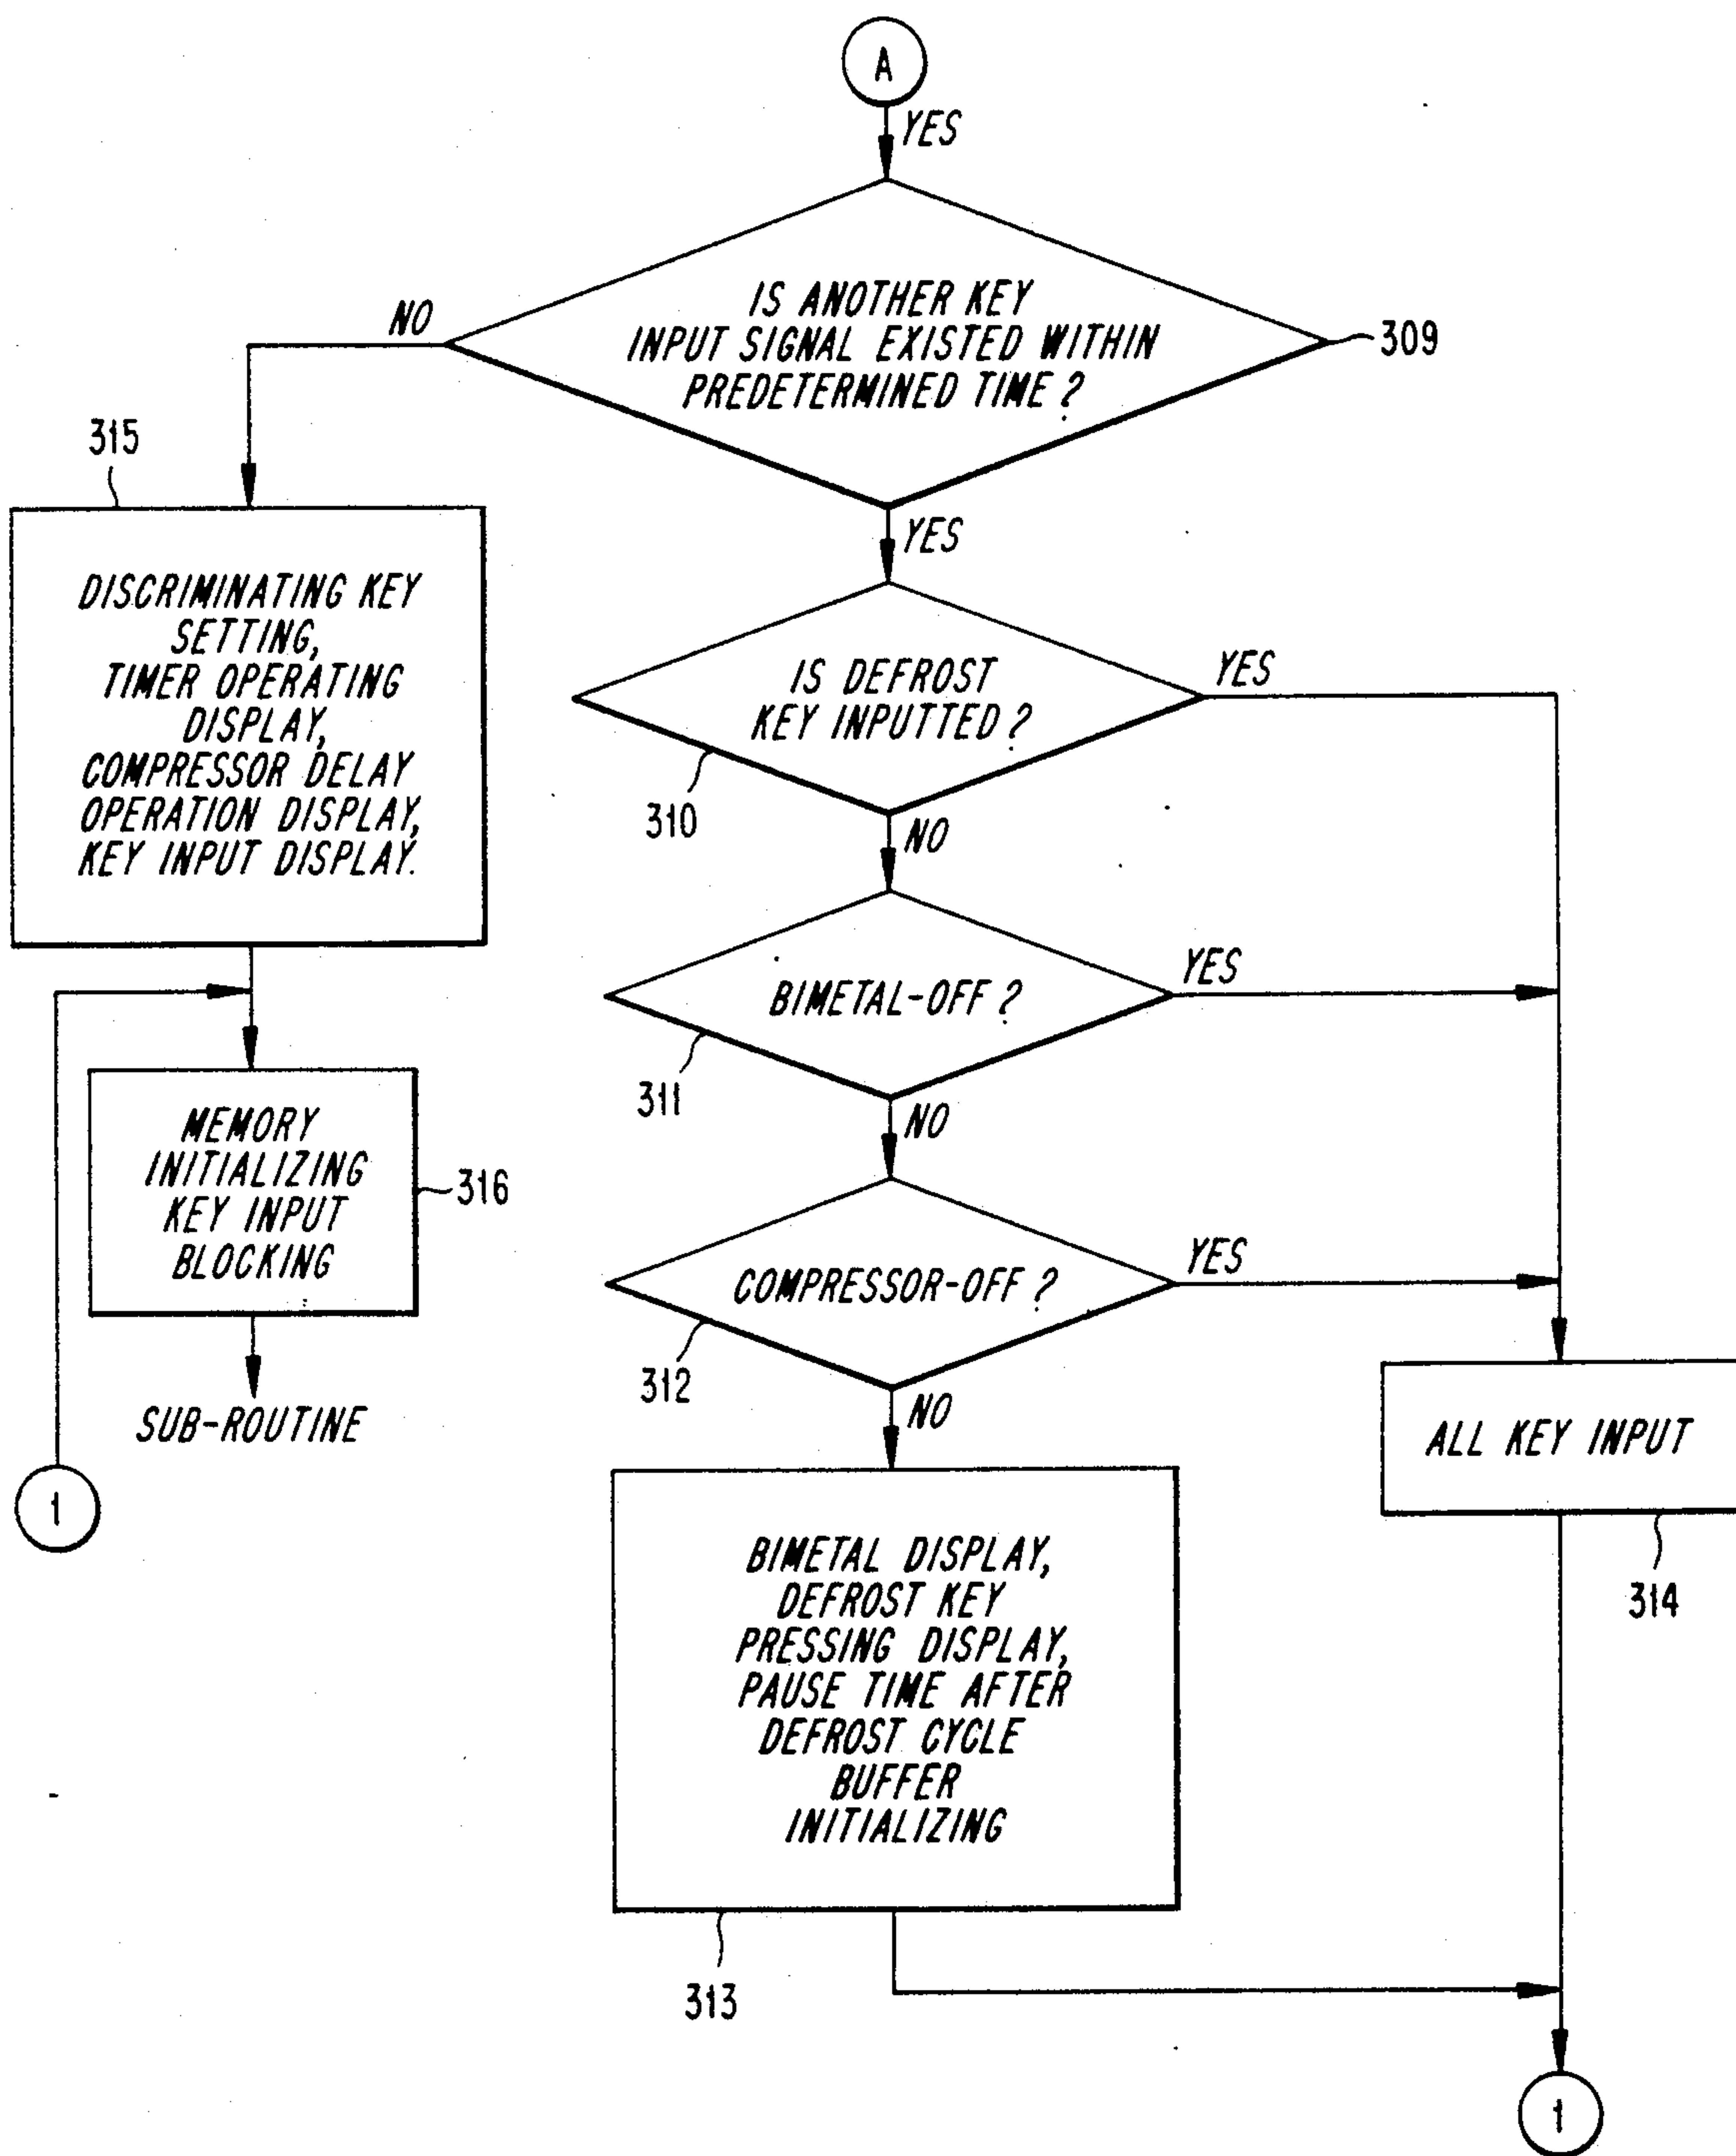 A
YES
IS ANOTHER KEY
INPUT SIGNAL EXISTED WITHIN
PREDETERMINED TIME?
309
NO
YES
315
DISCRIMINATING KEY
SETTING,
TIMER OPERATING
DISPLAY,
COMPRESSOR DELAY
OPERATION DISPLAY,
KEY INPUT DISPLAY.
IS DEFROST
KEY INPUTTED?
310
YES
NO
BIMETAL-OFF?
311
YES
NO
MEMORY
INITIALIZING
KEY INPUT
BLOCKING
316
SUB-ROUTINE
1
COMPRESSOR-OFF?
312
YES
NO
ALL KEY INPUT
314
BIMETAL DISPLAY,
DEFROST KEY
PRESSING DISPLAY,
PAUSE TIME AFTER
DEFROST CYCLE
BUFFER
INITIALIZING
313
1